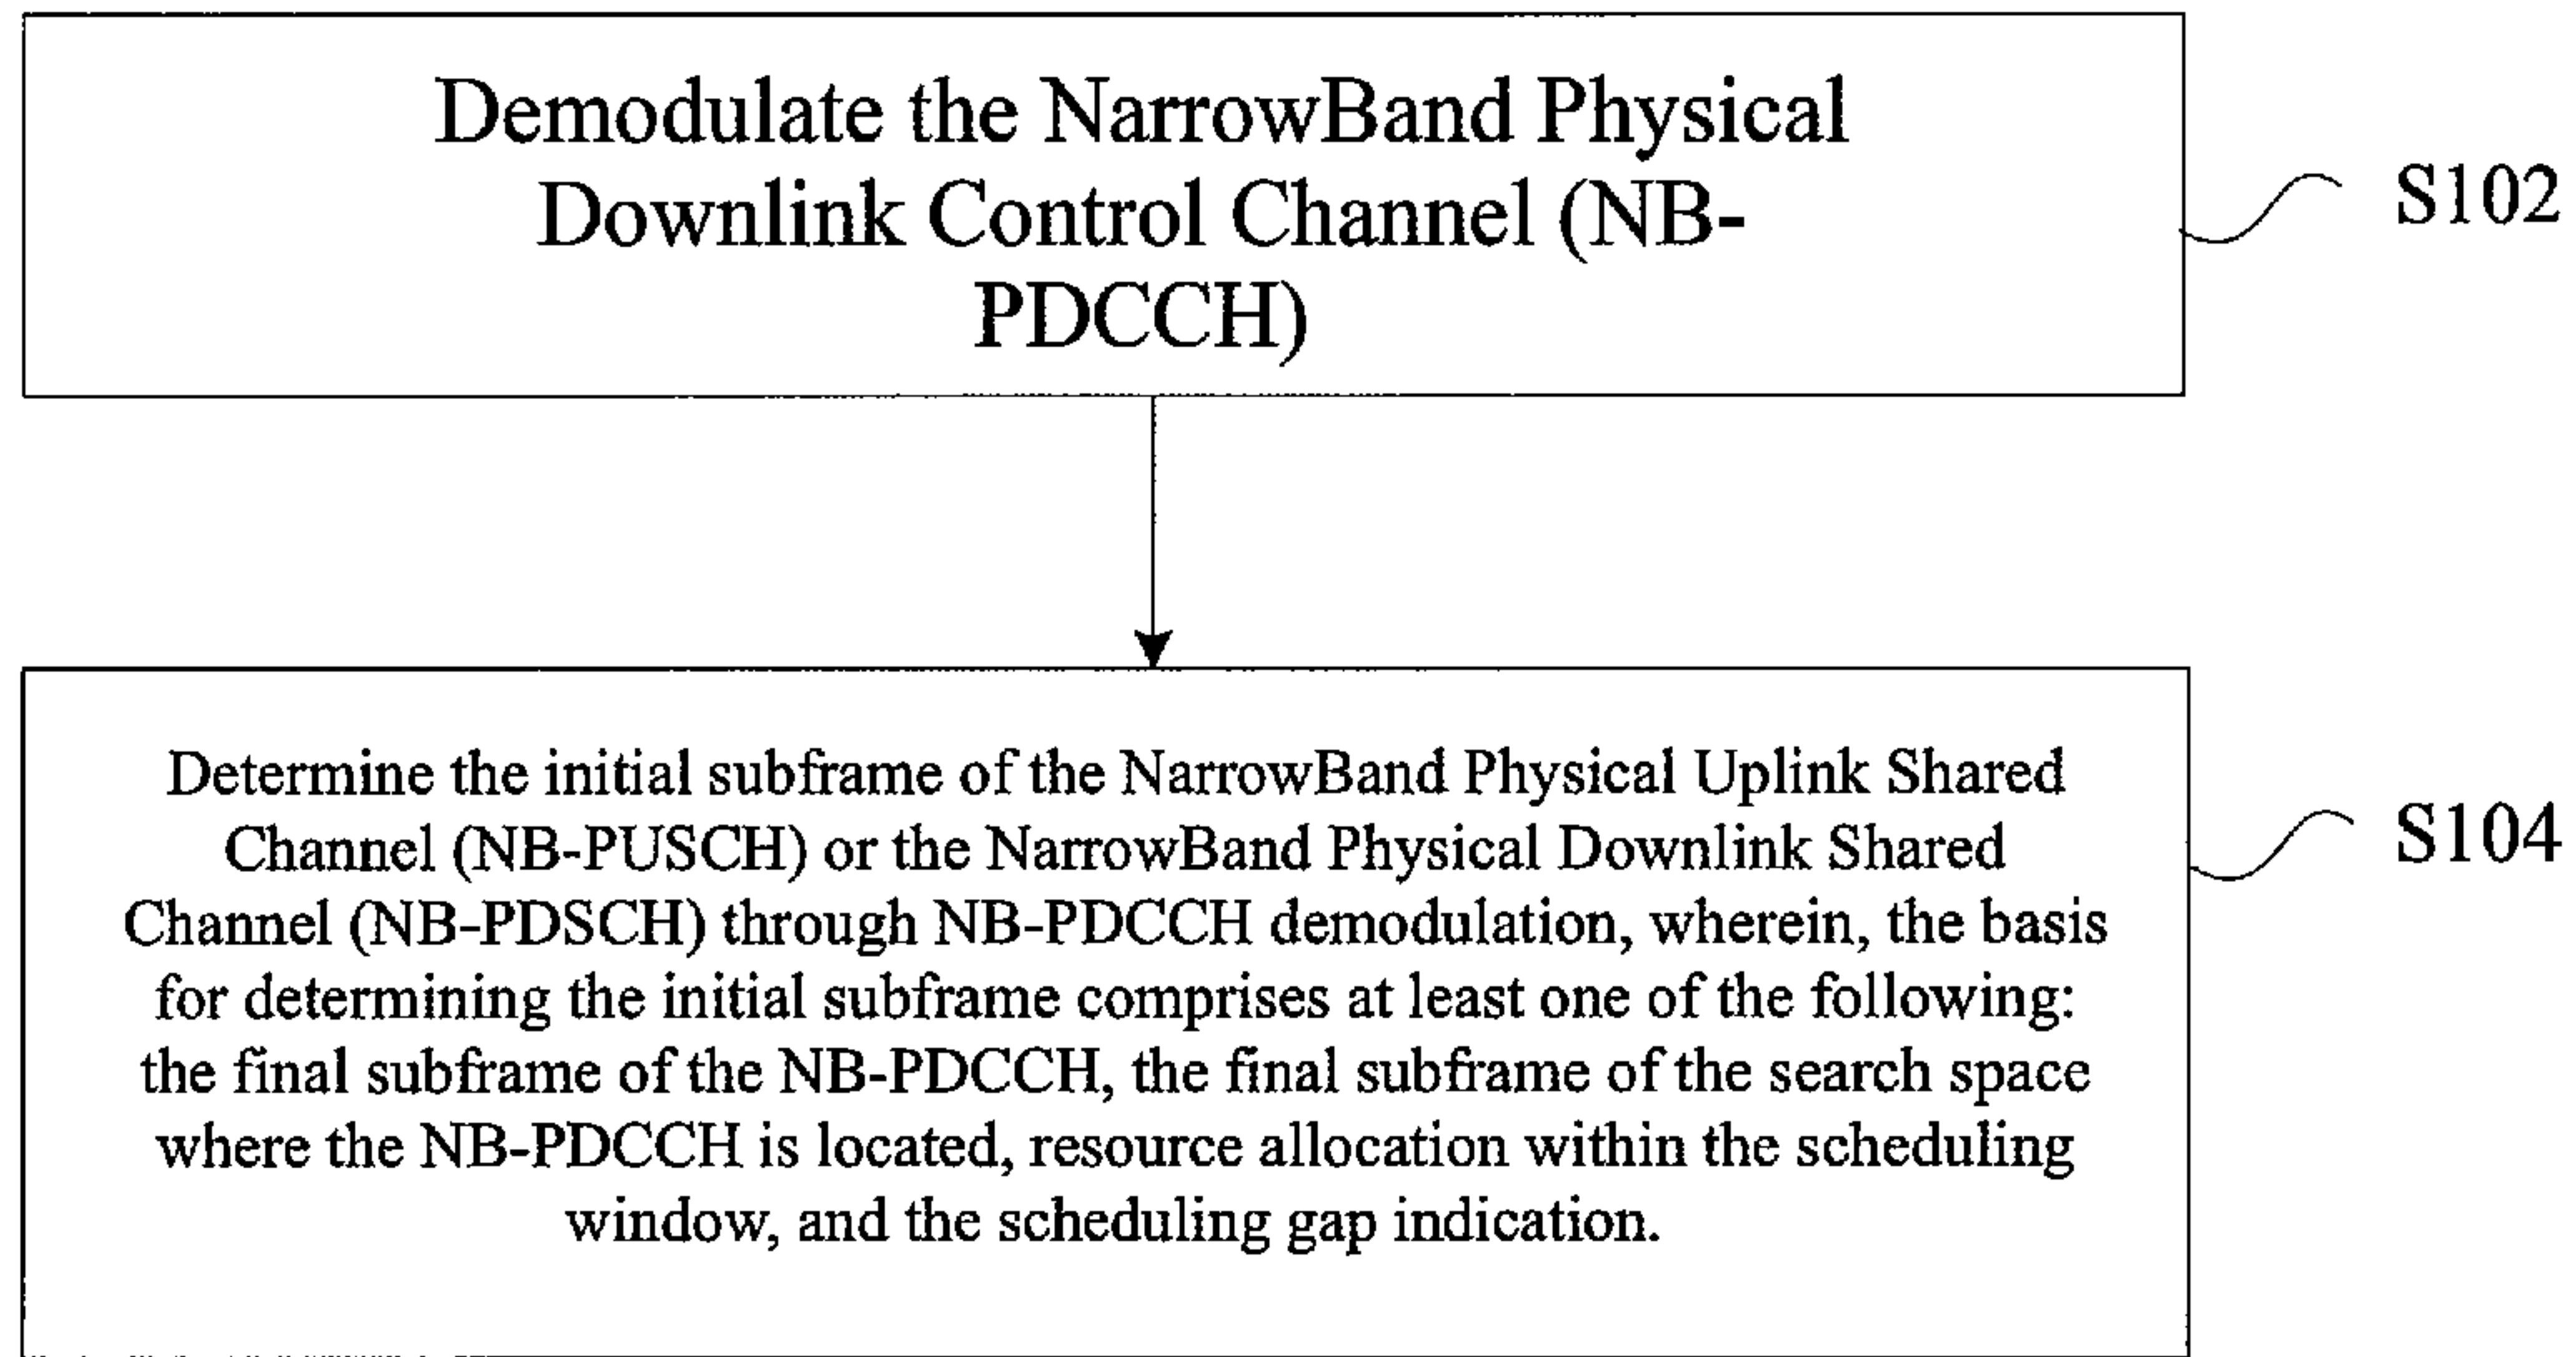 Demodulate the NarrowBand Physical
Downlink Control Channel (NB-
PDCCH)
S102
Determine the initial subframe of the NarrowBand Physical Uplink Shared
Channel (NB-PUSCH) or the NarrowBand Physical Downlink Shared
Channel (NB-PDSCH) through NB-PDCCH demodulation, wherein, the basis
for determining the initial subframe comprises at least one of the following:
the final subframe of the NB-PDCCH, the final subframe of the search space
where the NB-PDCCH is located, resource allocation within the scheduling
window, and the scheduling gap indication.
S104